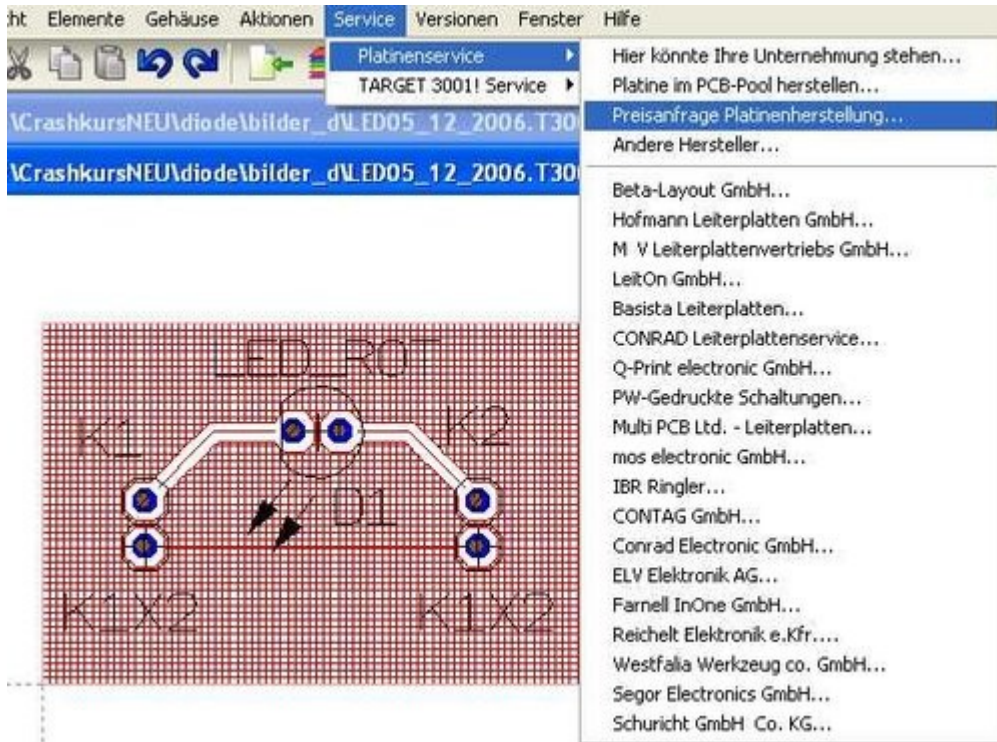 ht Elemente Gehäuse Aktionen Service Versionen Fenster Hilfe
Platinenservice
TARGET 3001! Service
\CrashkursNEU\diode\bilder_d\LED05_12_2006.T30
\CrashkursNEU\diode\bilder_d\LED05_12_2006.T30
Hier könnte Ihre Unternehmung stehen...
Platine im PCB-Pool herstellen...
Preisanfrage Platinenherstellung...
Andere Hersteller...
Beta-Layout GmbH...
Hofmann Leiterplatten GmbH...
M V Leiterplattenvertriebs GmbH...
LeitOn GmbH...
Basista Leiterplatten...
CONRAD Leiterplattenservice...
Q-Print electronic GmbH...
PW-Gedruckte Schaltungen...
Multi PCB Ltd. - Leiterplatten...
mos electronic GmbH...
IBR Ringler...
CONTAG GmbH...
Conrad Electronic GmbH...
ELV Elektronik AG...
Farnell InOne GmbH...
Reichelt Elektronik e.Kfr....
Westfalia Werkzeug co. GmbH...
Segor Electronics GmbH...
Schuricht GmbH Co. KG...
LED_ROT
K1 K2
D1
K1X2 K1X2